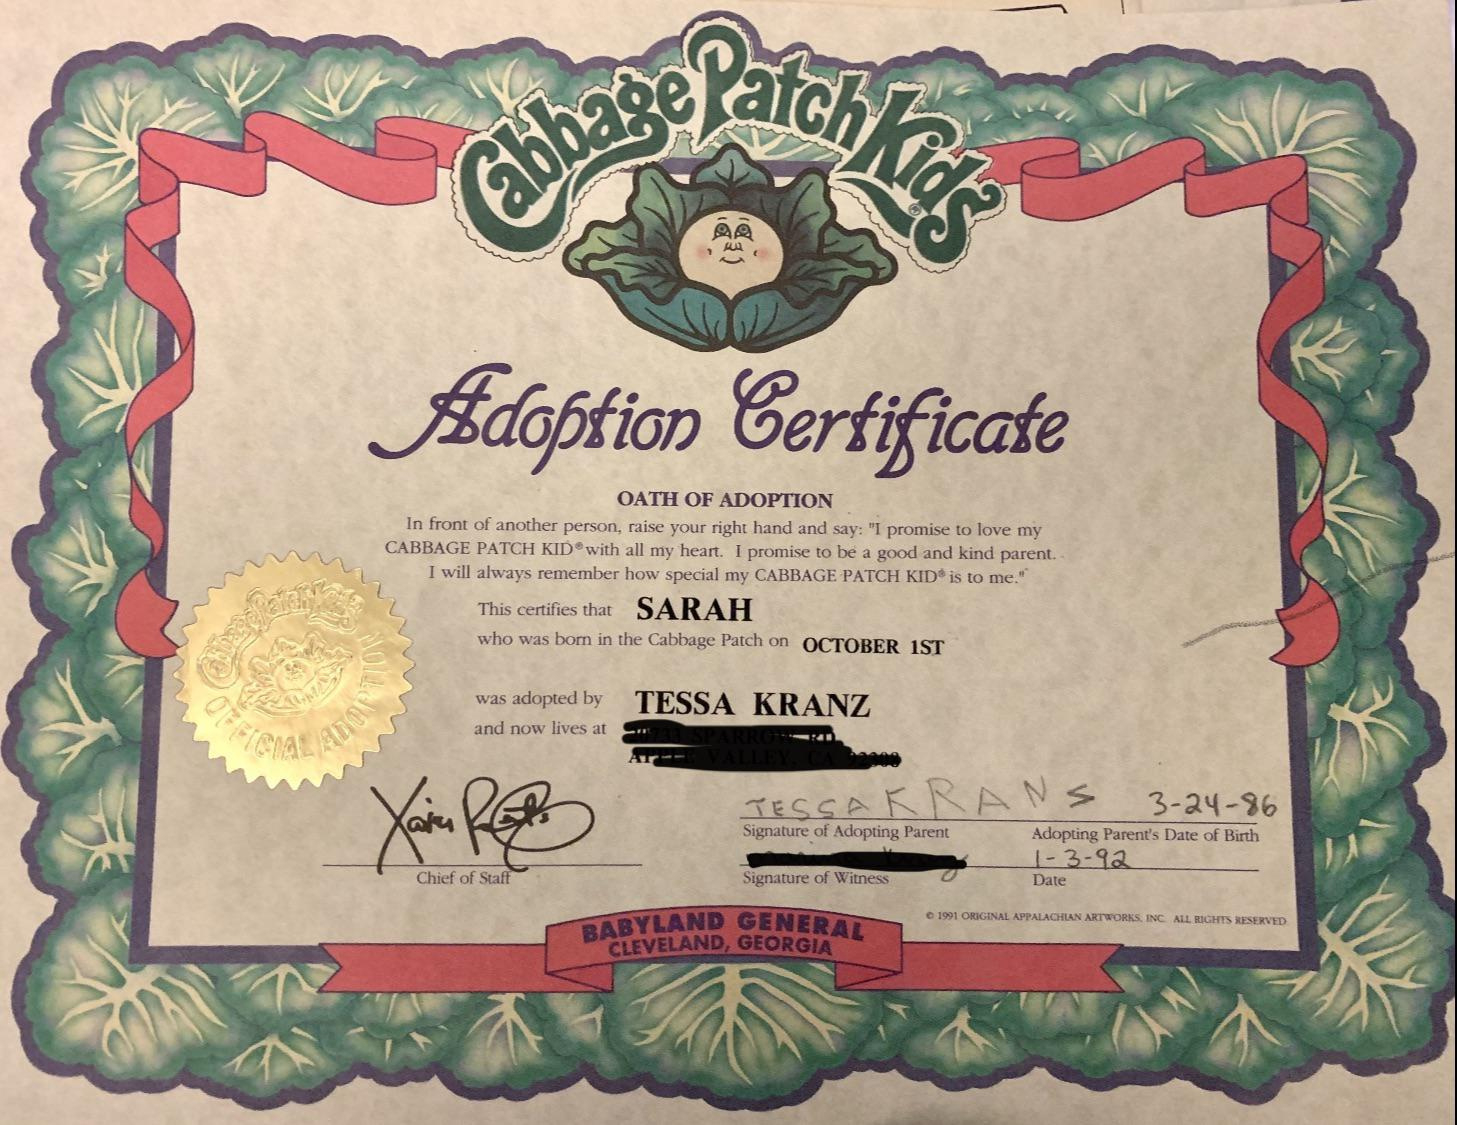 Cabbage Patch Kids®
Adoption Certificate
OATH OF ADOPTION
In front of another person, raise your right hand and say: "I promise to love my
CABBAGE PATCH KID® with all my heart. I promise to be a good and kind parent.
I will always remember how special my CABBAGE PATCH KID® is to me."
This certifies that SARAH
who was born in the Cabbage Patch on OCTOBER 1ST
was adopted by TESSA KRANZ
and now lives at
Cabbage Patch Kids
OFFICIAL ADOPTION
TESSA KRANS 3-24-86
Signature of Adopting Parent Adopting Parent's Date of Birth
1-3-92
Chief of Staff Signature of Witness Date
© 1991 ORIGINAL APPALACHIAN ARTWORKS, INC. ALL RIGHTS RESERVED
BABYLAND GENERAL
CLEVELAND, GEORGIA